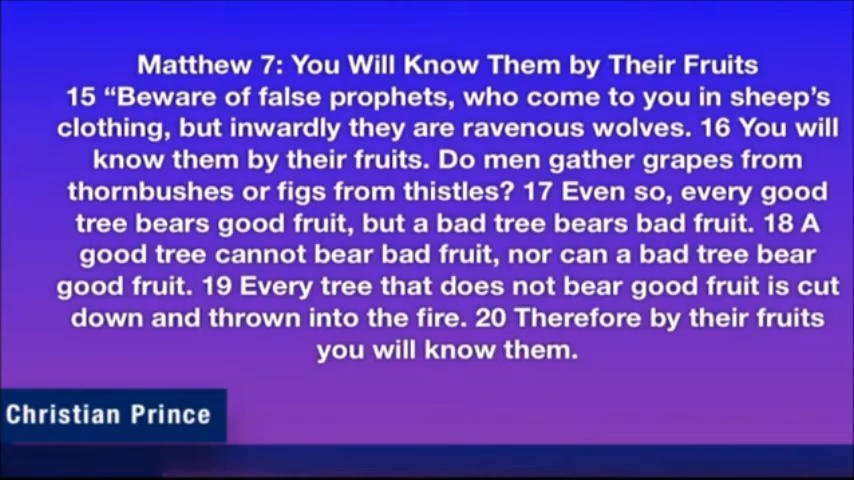 Matthew 7: You Will Know Them by Their Fruits
15 “Beware of false prophets, who come to you in sheep’s
clothing, but inwardly they are ravenous wolves. 16 You will
know them by their fruits. Do men gather grapes from
thornbushes or figs from thistles? 17 Even so, every good
tree bears good fruit, but a bad tree bears bad fruit. 18 A
good tree cannot bear bad fruit, nor can a bad tree bear
good fruit. 19 Every tree that does not bear good fruit is cut
down and thrown into the fire. 20 Therefore by their fruits
you will know them.
Christian Prince